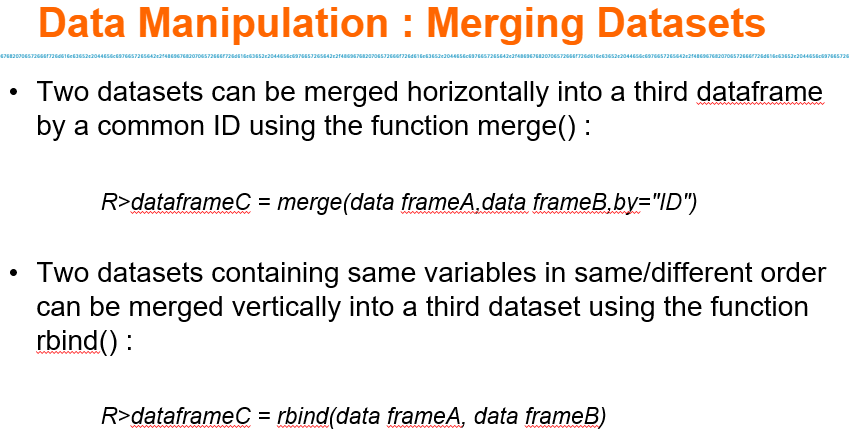 Data Manipulation : Merging Datasets
• Two datasets can be merged horizontally into a third dataframe
by a common ID using the function merge() :
R>dataframeC = merge(data frameA,data frameB,by="ID")
• Two datasets containing same variables in same/different order
can be merged vertically into a third dataset using the function
rbind() :
R>dataframeC = rbind(data frameA, data frameB)